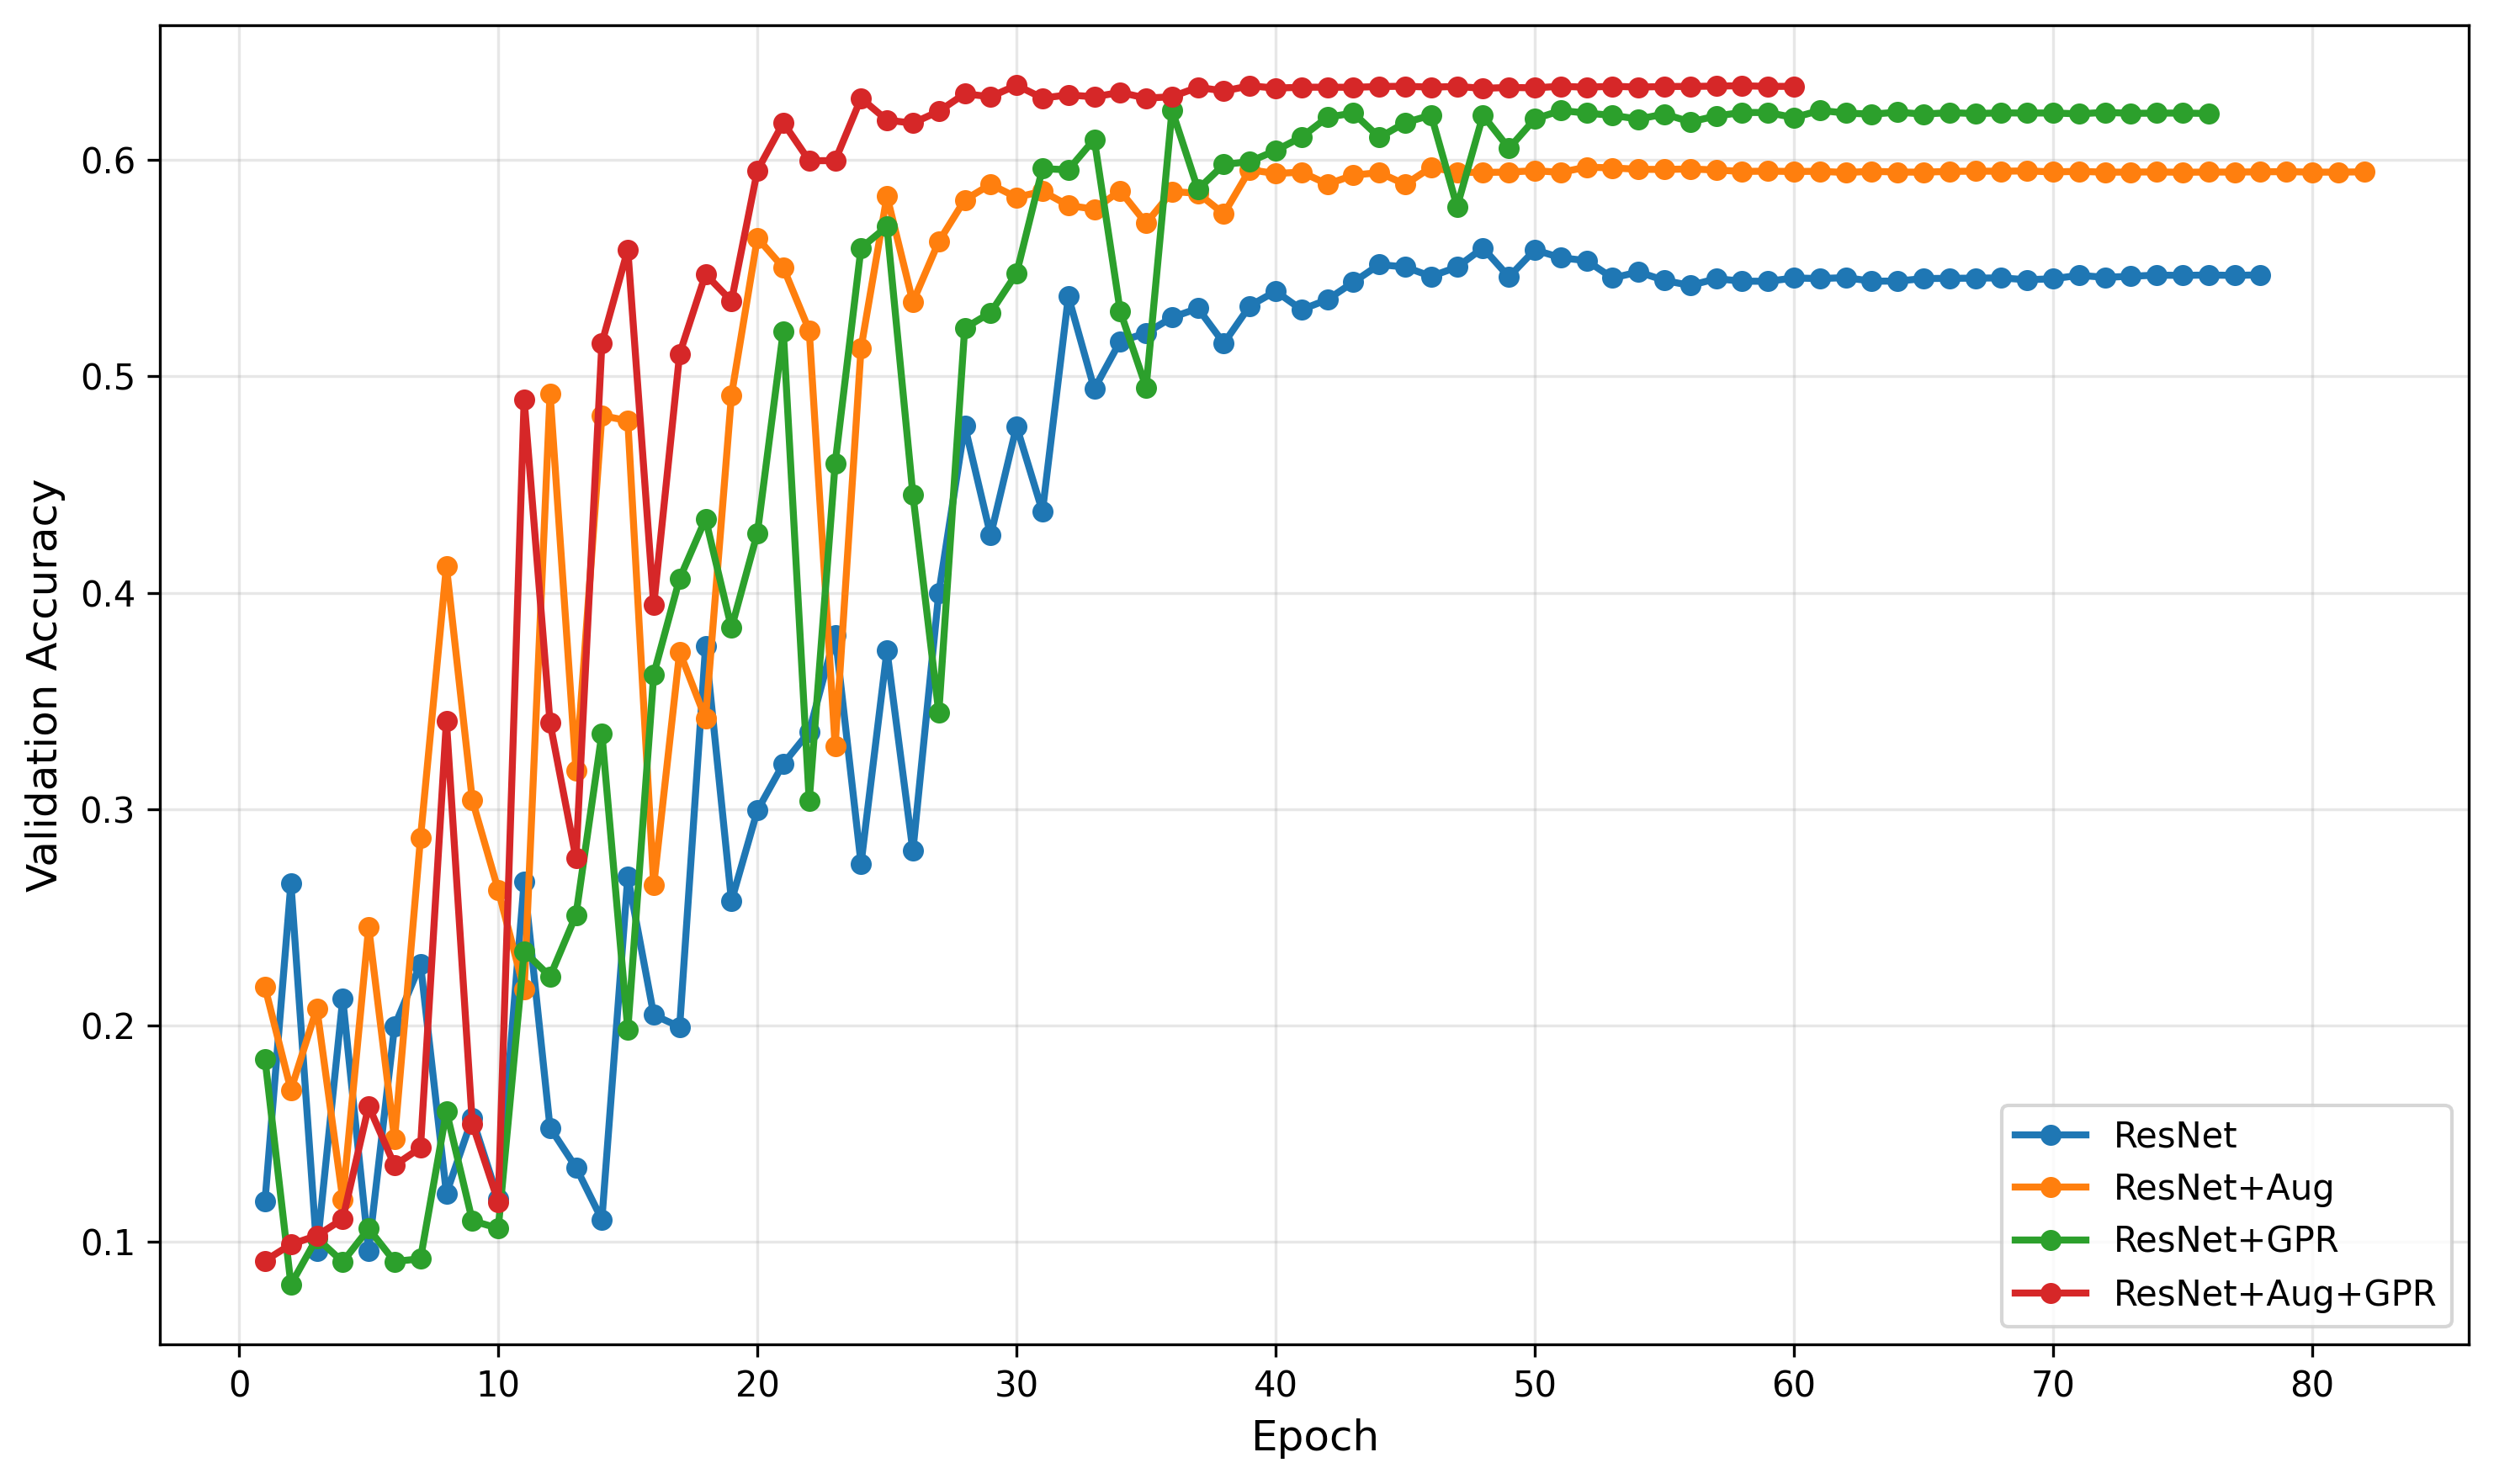 0.6
0.5
0.4
0.3
0.2
0.1
Validation Accuracy
0 10 20 30 40 50 60 70 80
Epoch
ResNet
ResNet+Aug
ResNet+GPR
ResNet+Aug+GPR